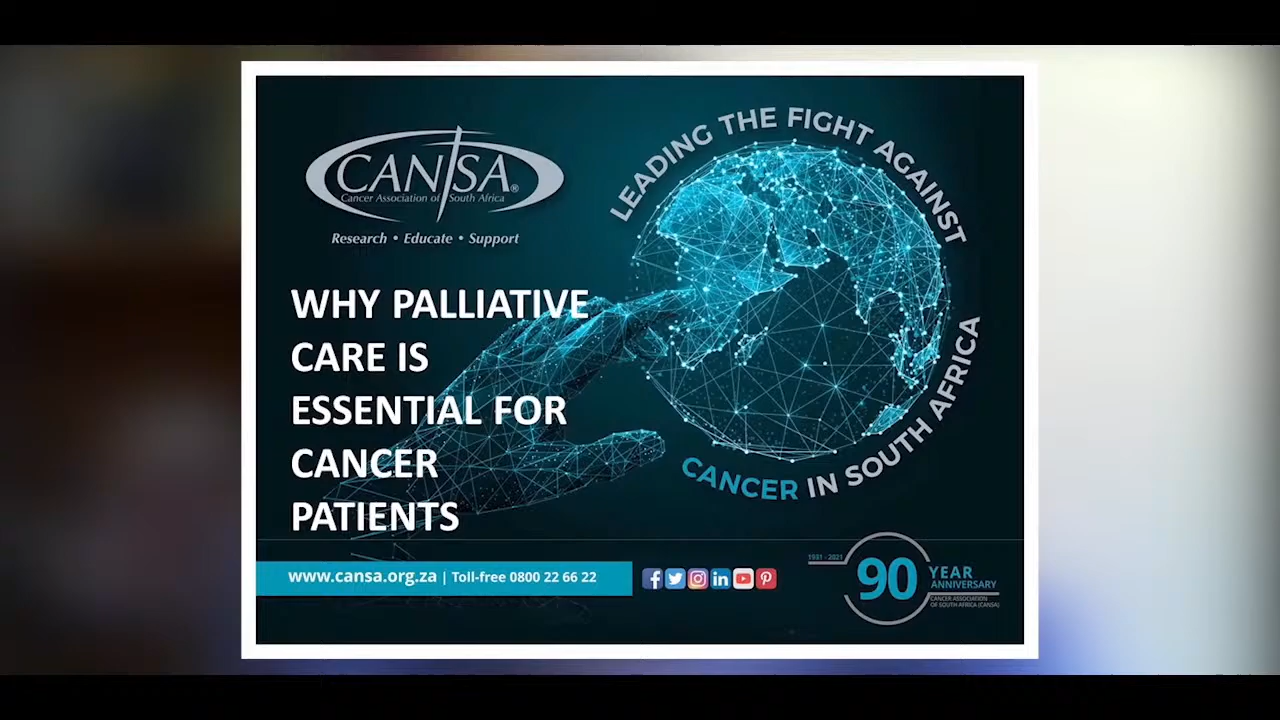 CANSA®
Cancer Association of South Africa
Research • Educate • Support
LEADING THE FIGHT AGAINST
CANCER IN SOUTH AFRICA
WHY PALLIATIVE
CARE IS
ESSENTIAL FOR
CANCER
PATIENTS
www.cansa.org.za | Toll-free 0800 22 66 22
1931 - 2021
90 YEAR
ANNIVERSARY
CANCER ASSOCIATION
OF SOUTH AFRICA (CANSA)